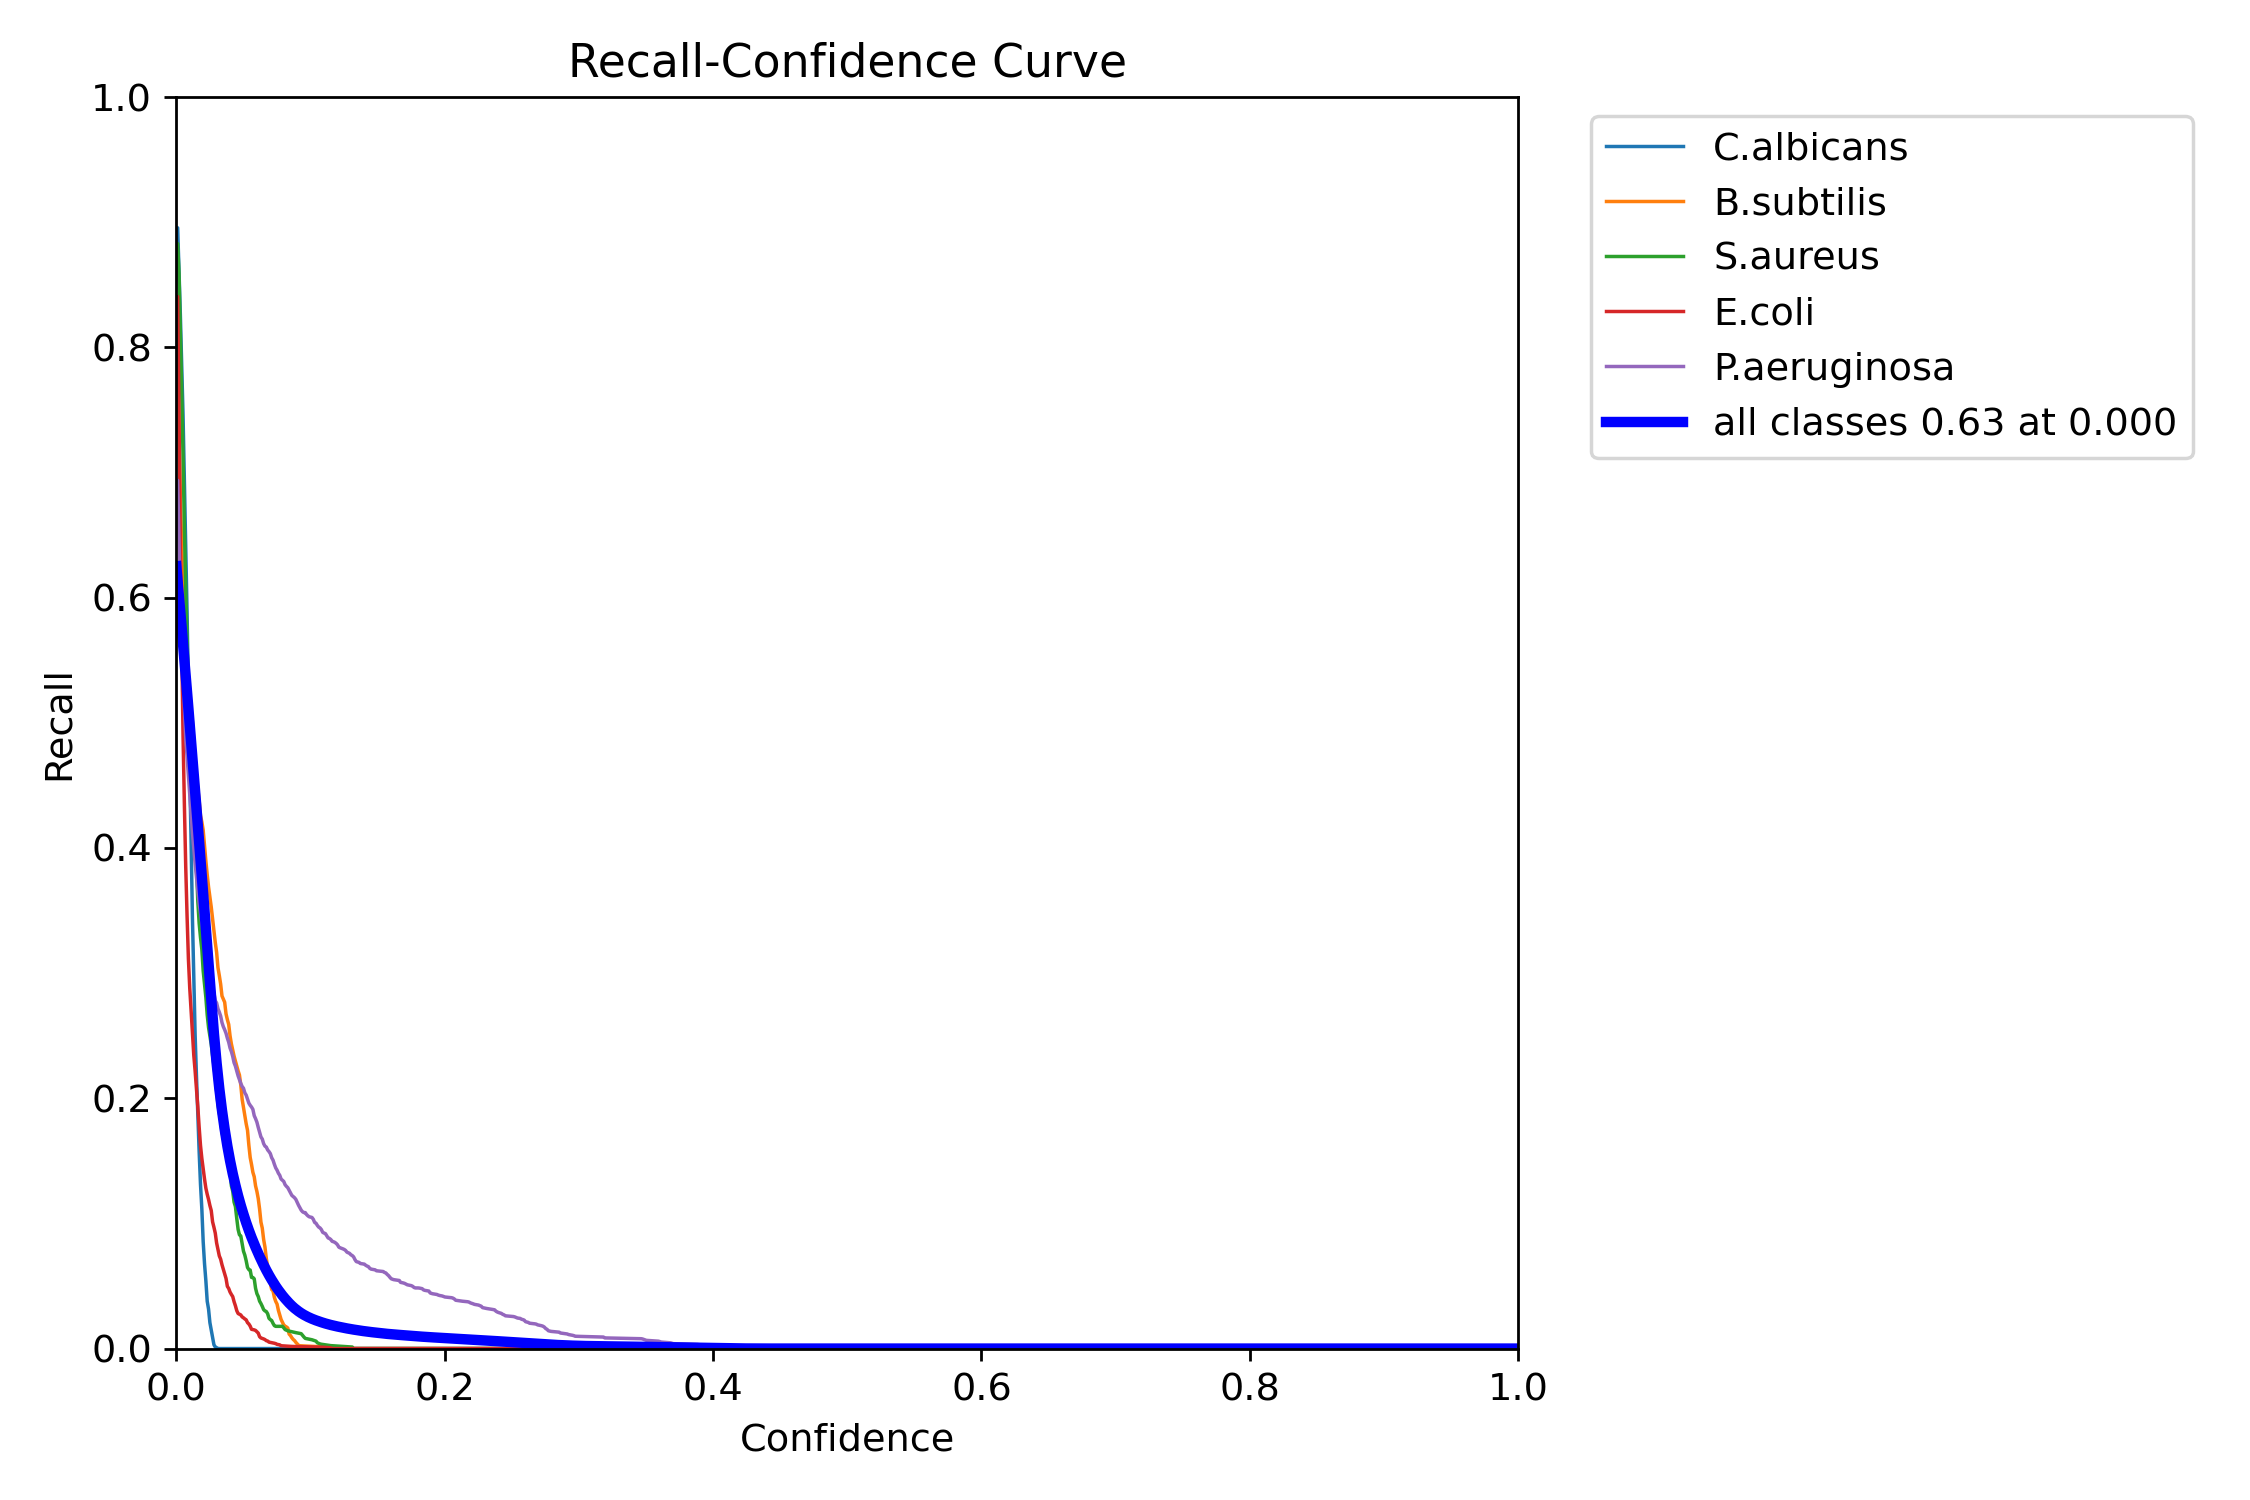 Recall-Confidence Curve
1.0
0.8
0.6
0.4
0.2
0.0
Recall
0.0 0.2 0.4 0.6 0.8 1.0
Confidence
C.albicans
B.subtilis
S.aureus
E.coli
P.aeruginosa
all classes 0.63 at 0.000